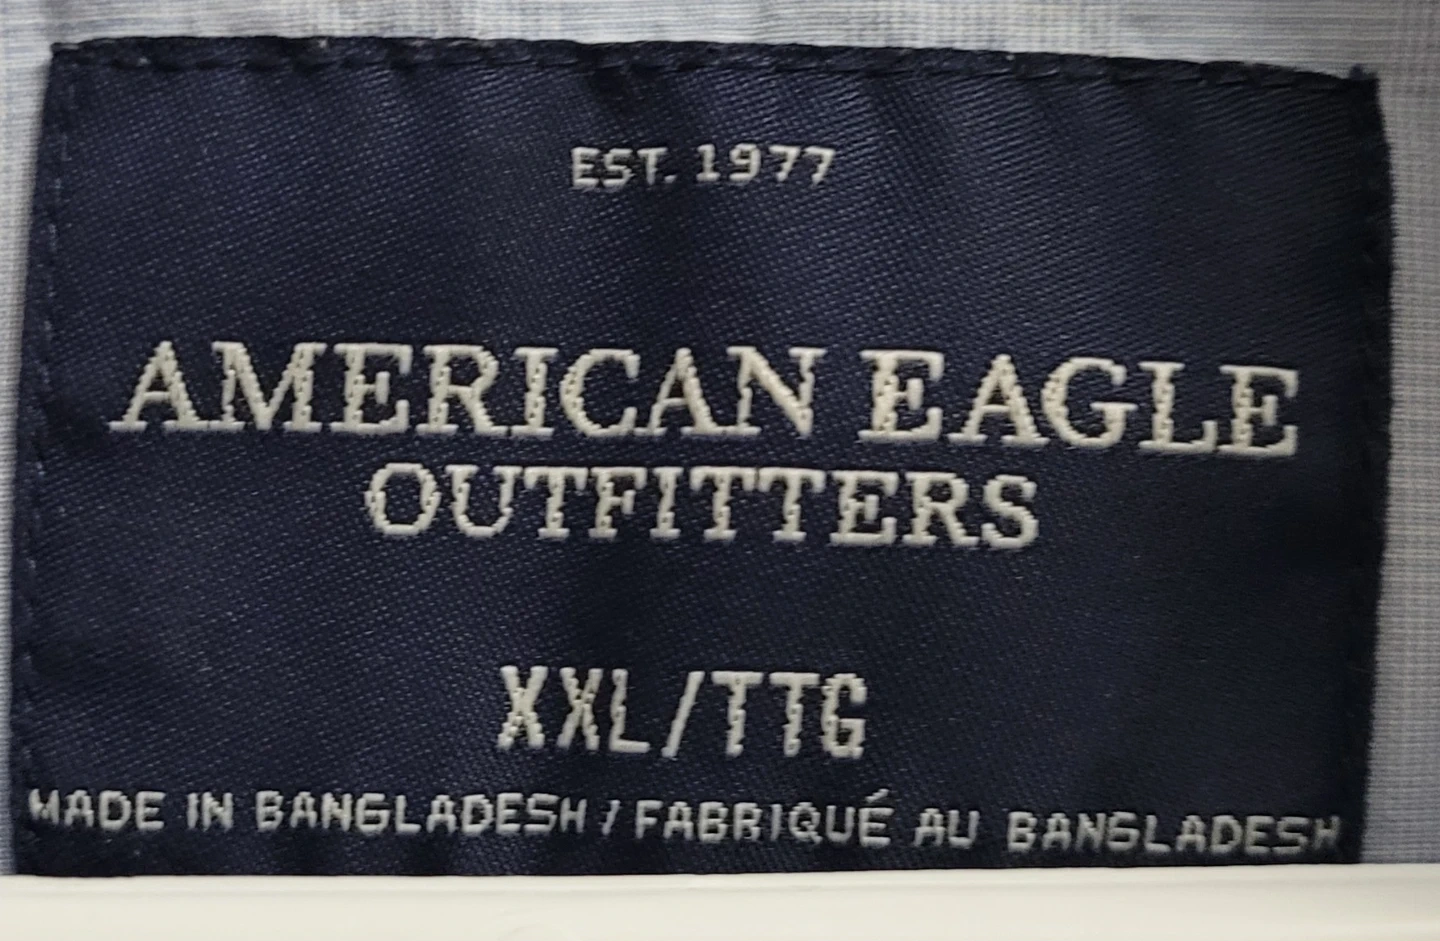 EST. 1977
AMERICAN EAGLE
OUTFITTERS
XXL/TTG
MADE IN BANGLADESH / FABRIQUÉ AU BANGLADESH